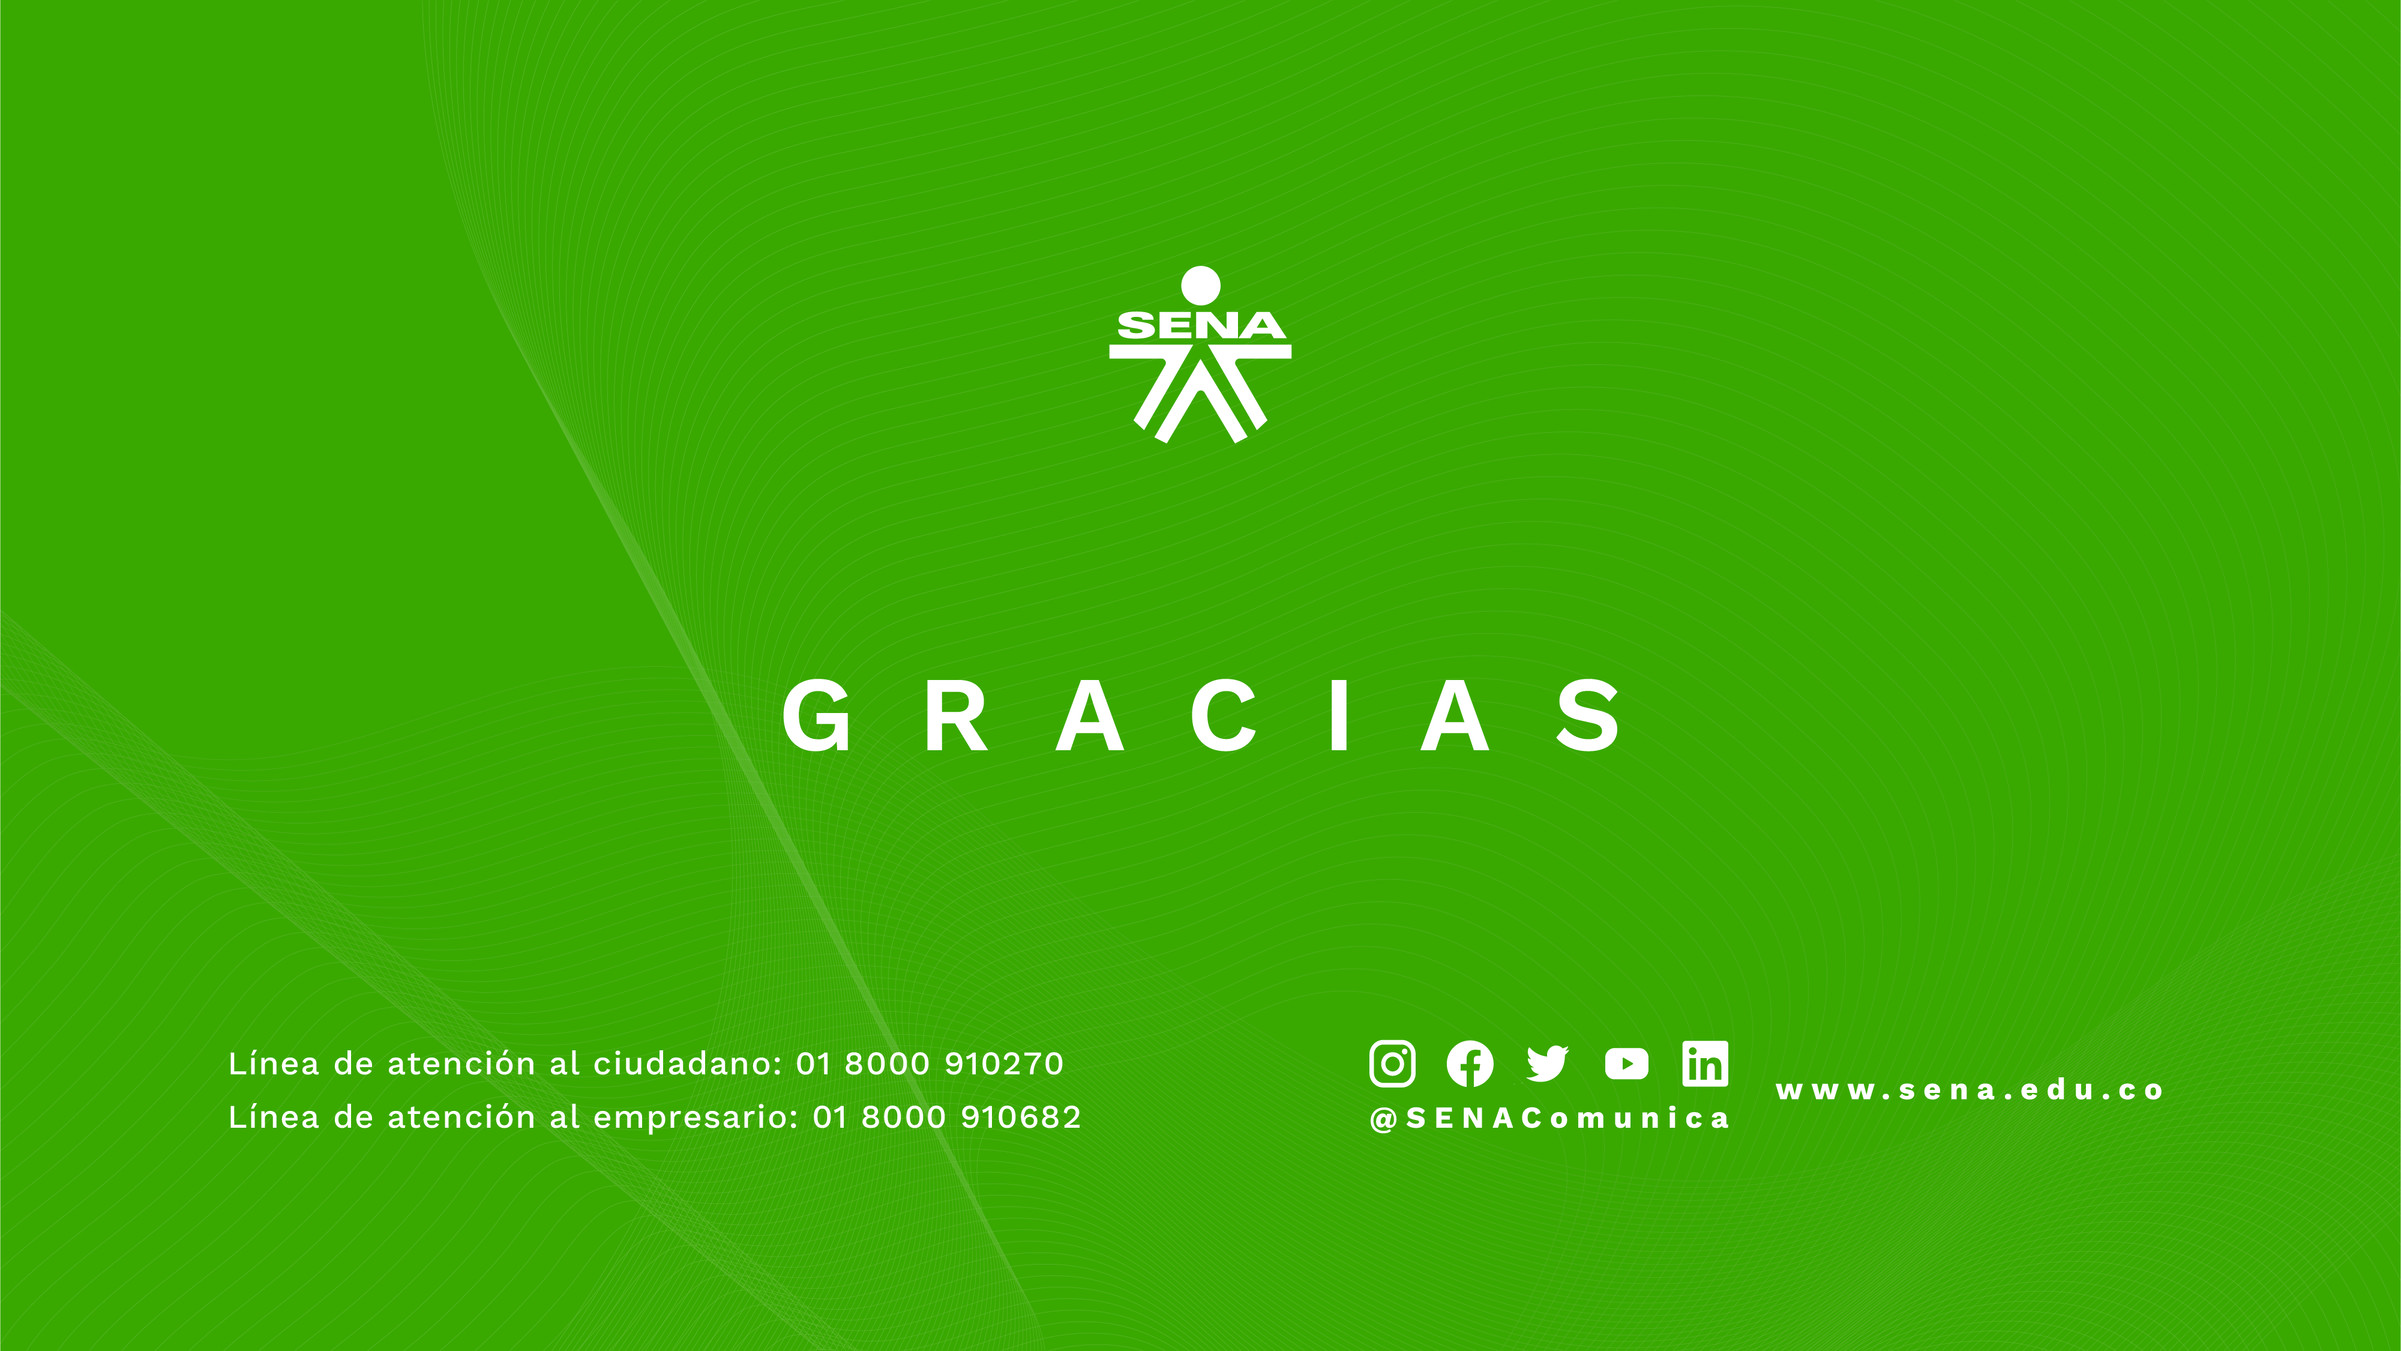 SENA
GRACIAS
Línea de atención al ciudadano: 01 8000 910270
Línea de atención al empresario: 01 8000 910682
@SENAComunica
www.sena.edu.co